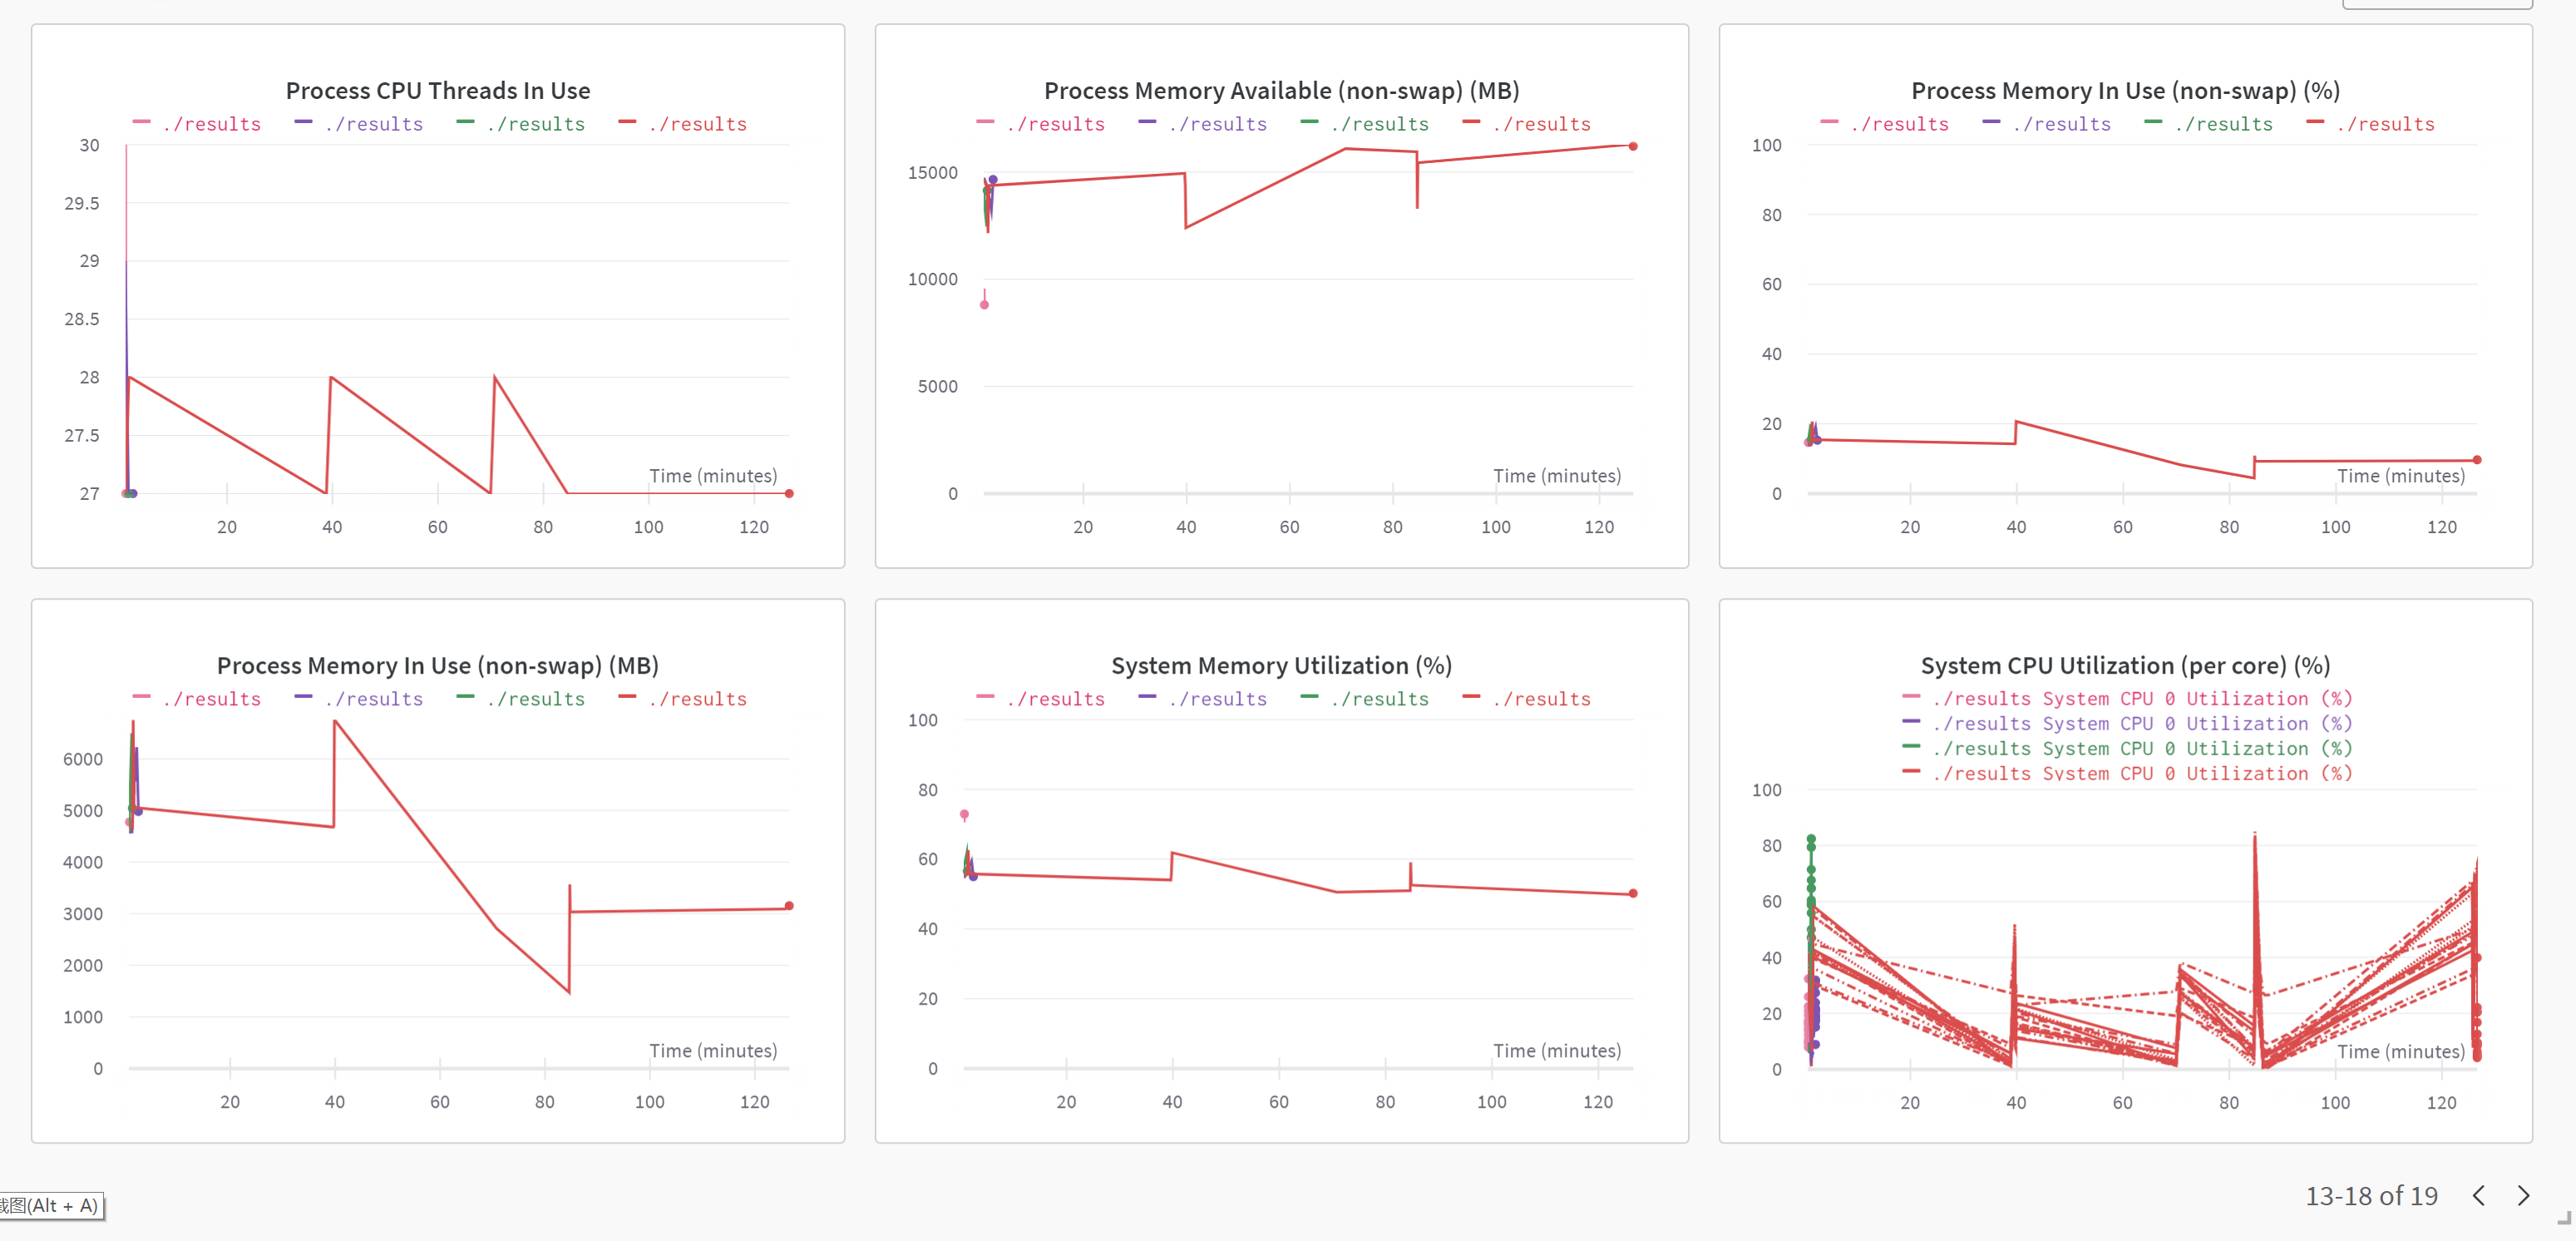 Process CPU Threads In Use
./results ./results ./results ./results
30
29.5
29
28.5
28
27.5
27
Time (minutes)
20 40 60 80 100 120
Process Memory Available (non-swap) (MB)
./results ./results ./results ./results
15000
10000
5000
0
Time (minutes)
20 40 60 80 100 120
Process Memory In Use (non-swap) (%)
./results ./results ./results ./results
100
80
60
40
20
0
Time (minutes)
20 40 60 80 100 120
Process Memory In Use (non-swap) (MB)
./results ./results ./results ./results
6000
5000
4000
3000
2000
1000
0
Time (minutes)
20 40 60 80 100 120
System Memory Utilization (%)
./results ./results ./results ./results
100
80
60
40
20
0
Time (minutes)
20 40 60 80 100 120
System CPU Utilization (per core) (%)
./results System CPU 0 Utilization (%)
./results System CPU 0 Utilization (%)
./results System CPU 0 Utilization (%)
./results System CPU 0 Utilization (%)
100
80
60
40
20
0
Time (minutes)
20 40 60 80 100 120
截图(Alt + A)
13-18 of 19